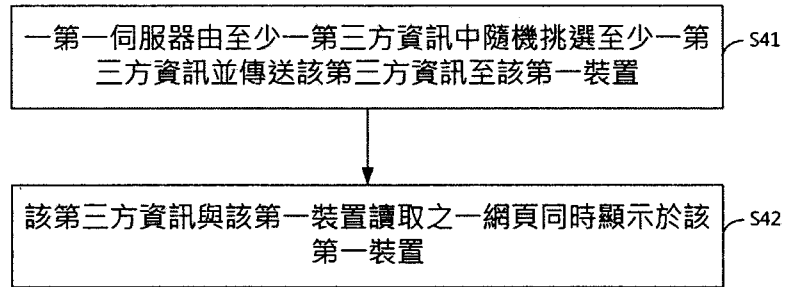 一第一伺服器由至少一第三方資訊中隨機挑選至少一第
三方資訊並傳送該第三方資訊至該第一裝置
S41
該第三方資訊與該第一裝置讀取之一網頁同時顯示於該
第一裝置
S42